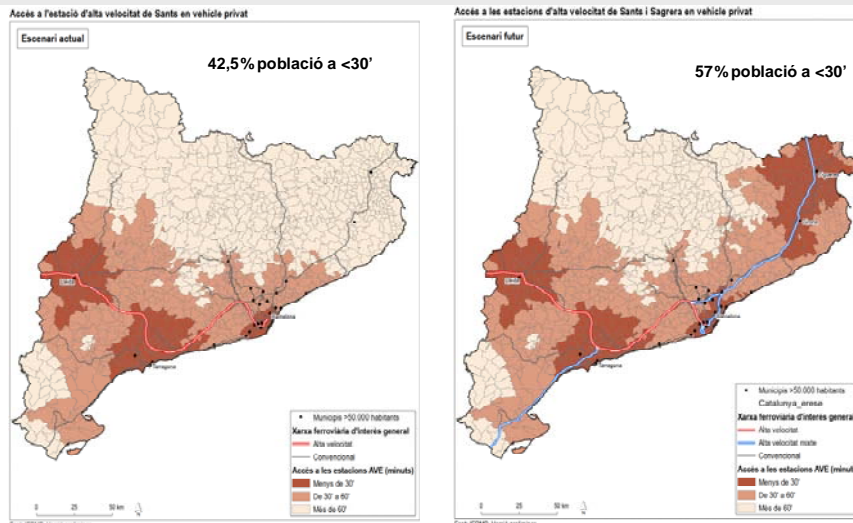 Accés a l'estació d'alta velocitat de Sants en vehicle privat
Escenari actual
42,5% població a <30'
Lleida
Barcelona
Tarragona
Municipis >50.000 habitants
Xarxa ferroviària d'interès general
Alta velocitat
Convencional
Accés a les estacions AVE (minuts)
Menys de 30'
De 30' a 60'
Més de 60'
0 25 50 km
Accés a les estacions d'alta velocitat de Sants i Sagrera en vehicle privat
Escenari futur
57% població a <30'
Figueres
Girona
Lleida
Barcelona
Tarragona
Municipis >50.000 habitants
Catalunya_eresa
Xarxa ferroviària d'interès general
Alta velocitat
Alta velocitat mixte
Convencional
Accés a les estacions AVE (minuts)
Menys de 30'
De 30' a 60'
Més de 60'
0 25 50 km